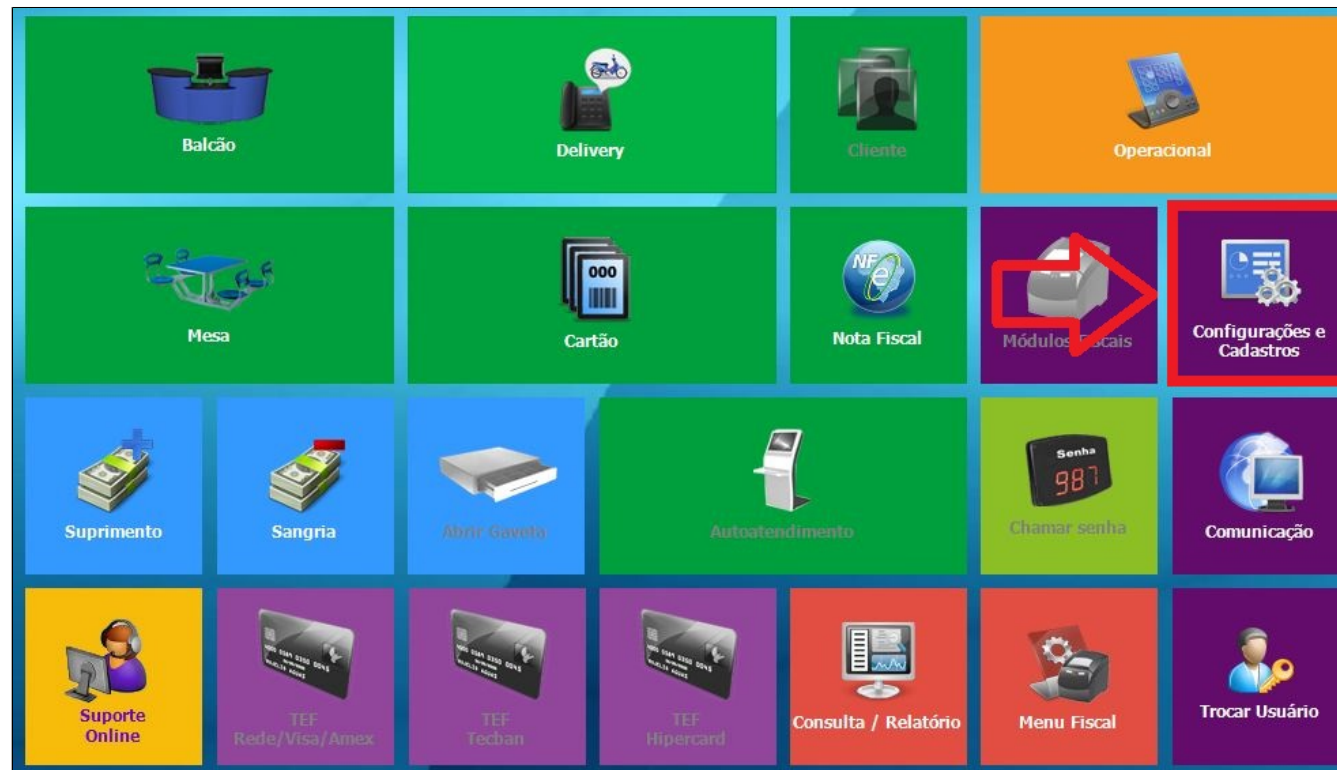 Balcão
Delivery
Cliente
Operacional
Mesa
000
Cartão
NF
e
Nota Fiscal
Módulos Fiscais
Configurações e
Cadastros
Suprimento
Sangria
Abrir Gaveta
Autoatendimento
Senha
987
Chamar senha
Comunicação
Suporte
Online
TEF
Rede/Visa/Amex
TEF
Tecban
TEF
Hipercard
Consulta / Relatório
Menu Fiscal
Trocar Usuário